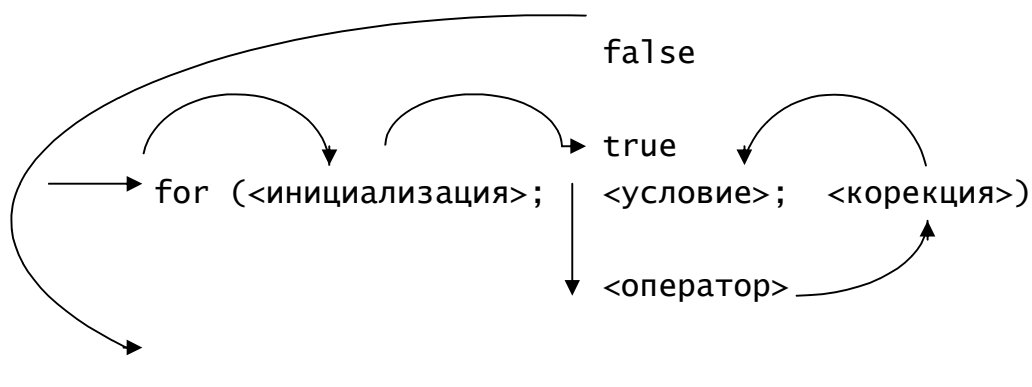 false
true
for (<инициализация>; <условие>; <корекция>)
<оператор>